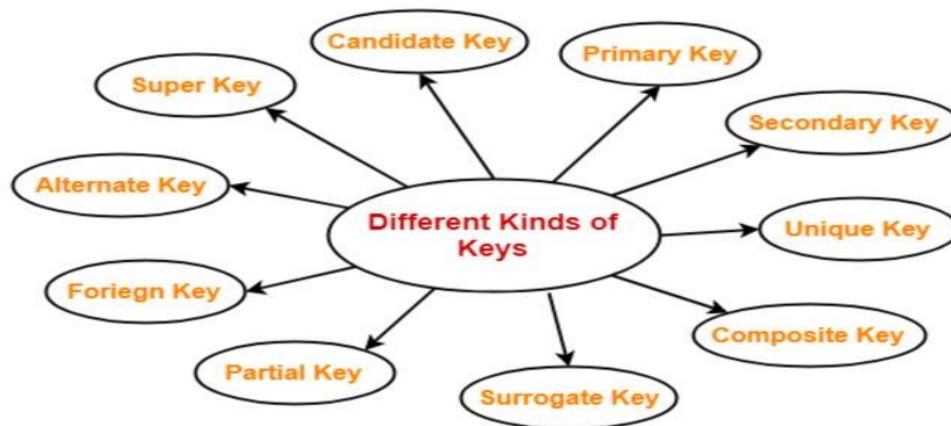 Candidate Key
Primary Key
Super Key
Secondary Key
Alternate Key
Different Kinds of
Keys
Unique Key
Foriegn Key
Composite Key
Partial Key
Surrogate Key